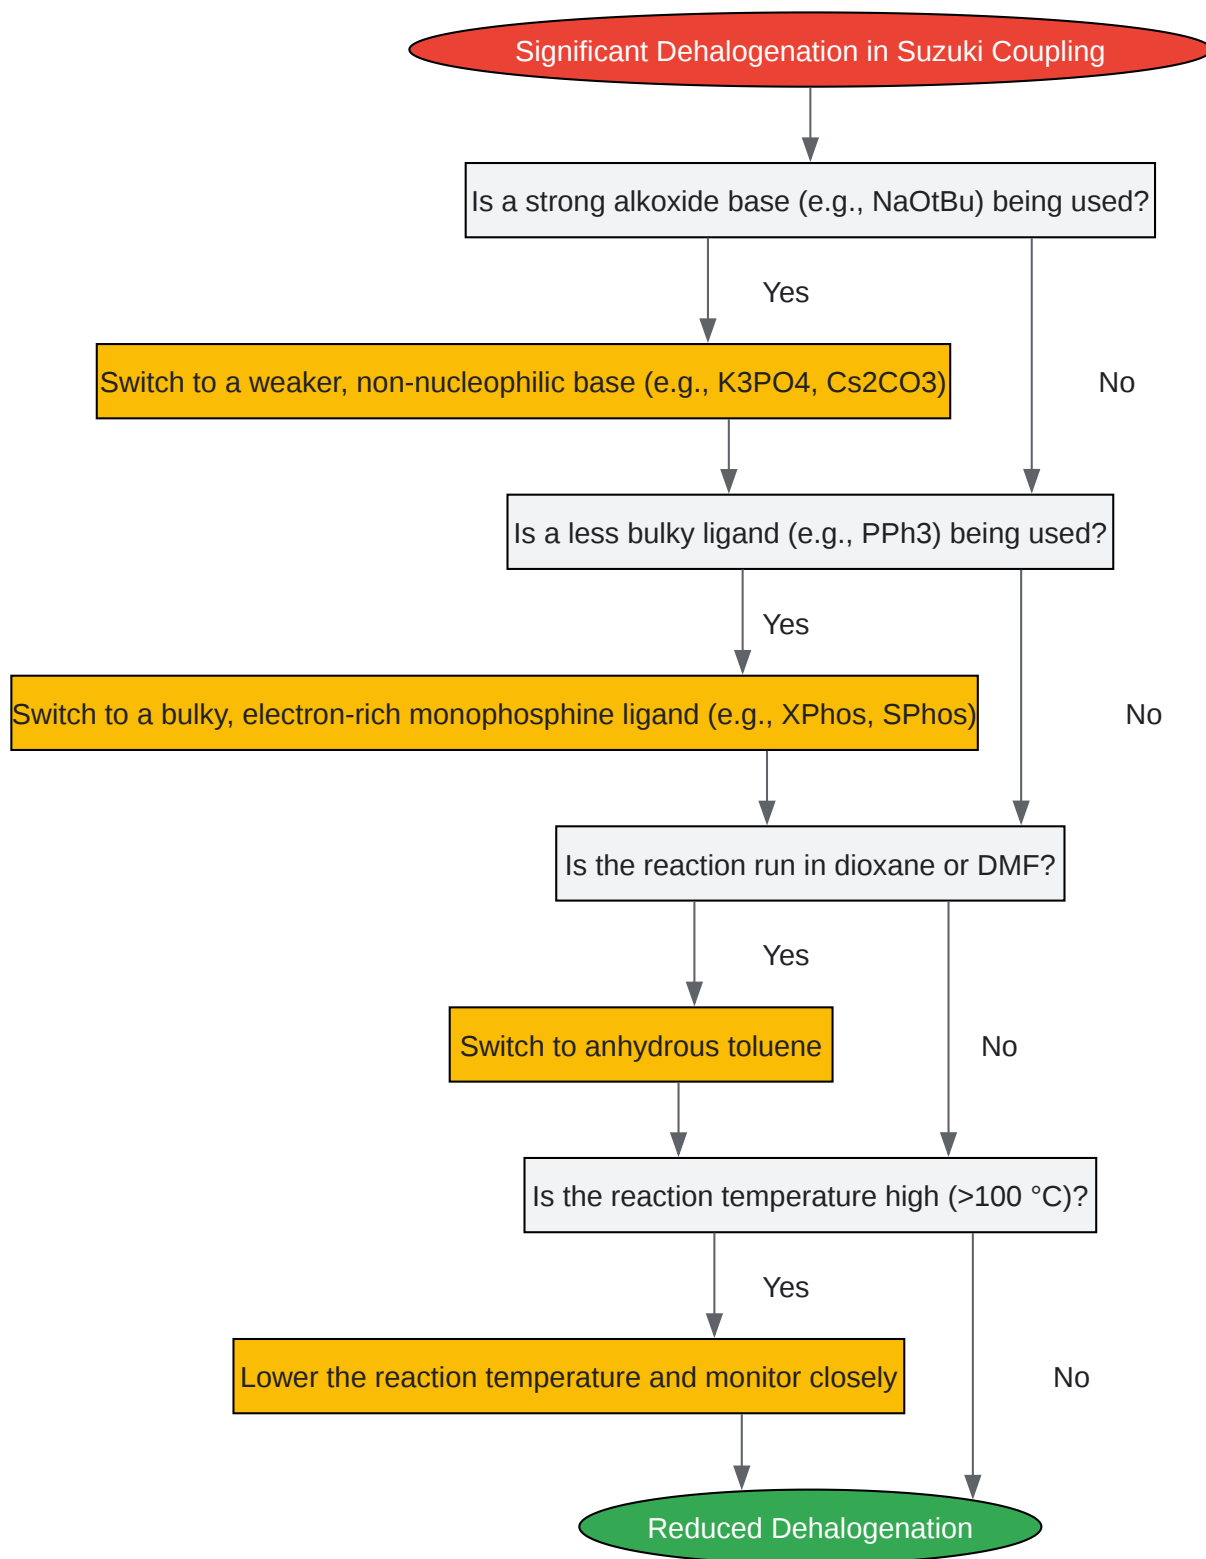 Significant Dehalogenation in Suzuki Coupling
Is a strong alkoxide base (e.g., NaOtBu) being used?
Yes
Switch to a weaker, non-nucleophilic base (e.g., K3PO4, Cs2CO3)
No
Is a less bulky ligand (e.g., PPh3) being used?
Yes
Switch to a bulky, electron-rich monophosphine ligand (e.g., XPhos, SPhos)
No
Is the reaction run in dioxane or DMF?
Yes
Switch to anhydrous toluene
No
Is the reaction temperature high (>100 °C)?
Yes
Lower the reaction temperature and monitor closely
No
Reduced Dehalogenation